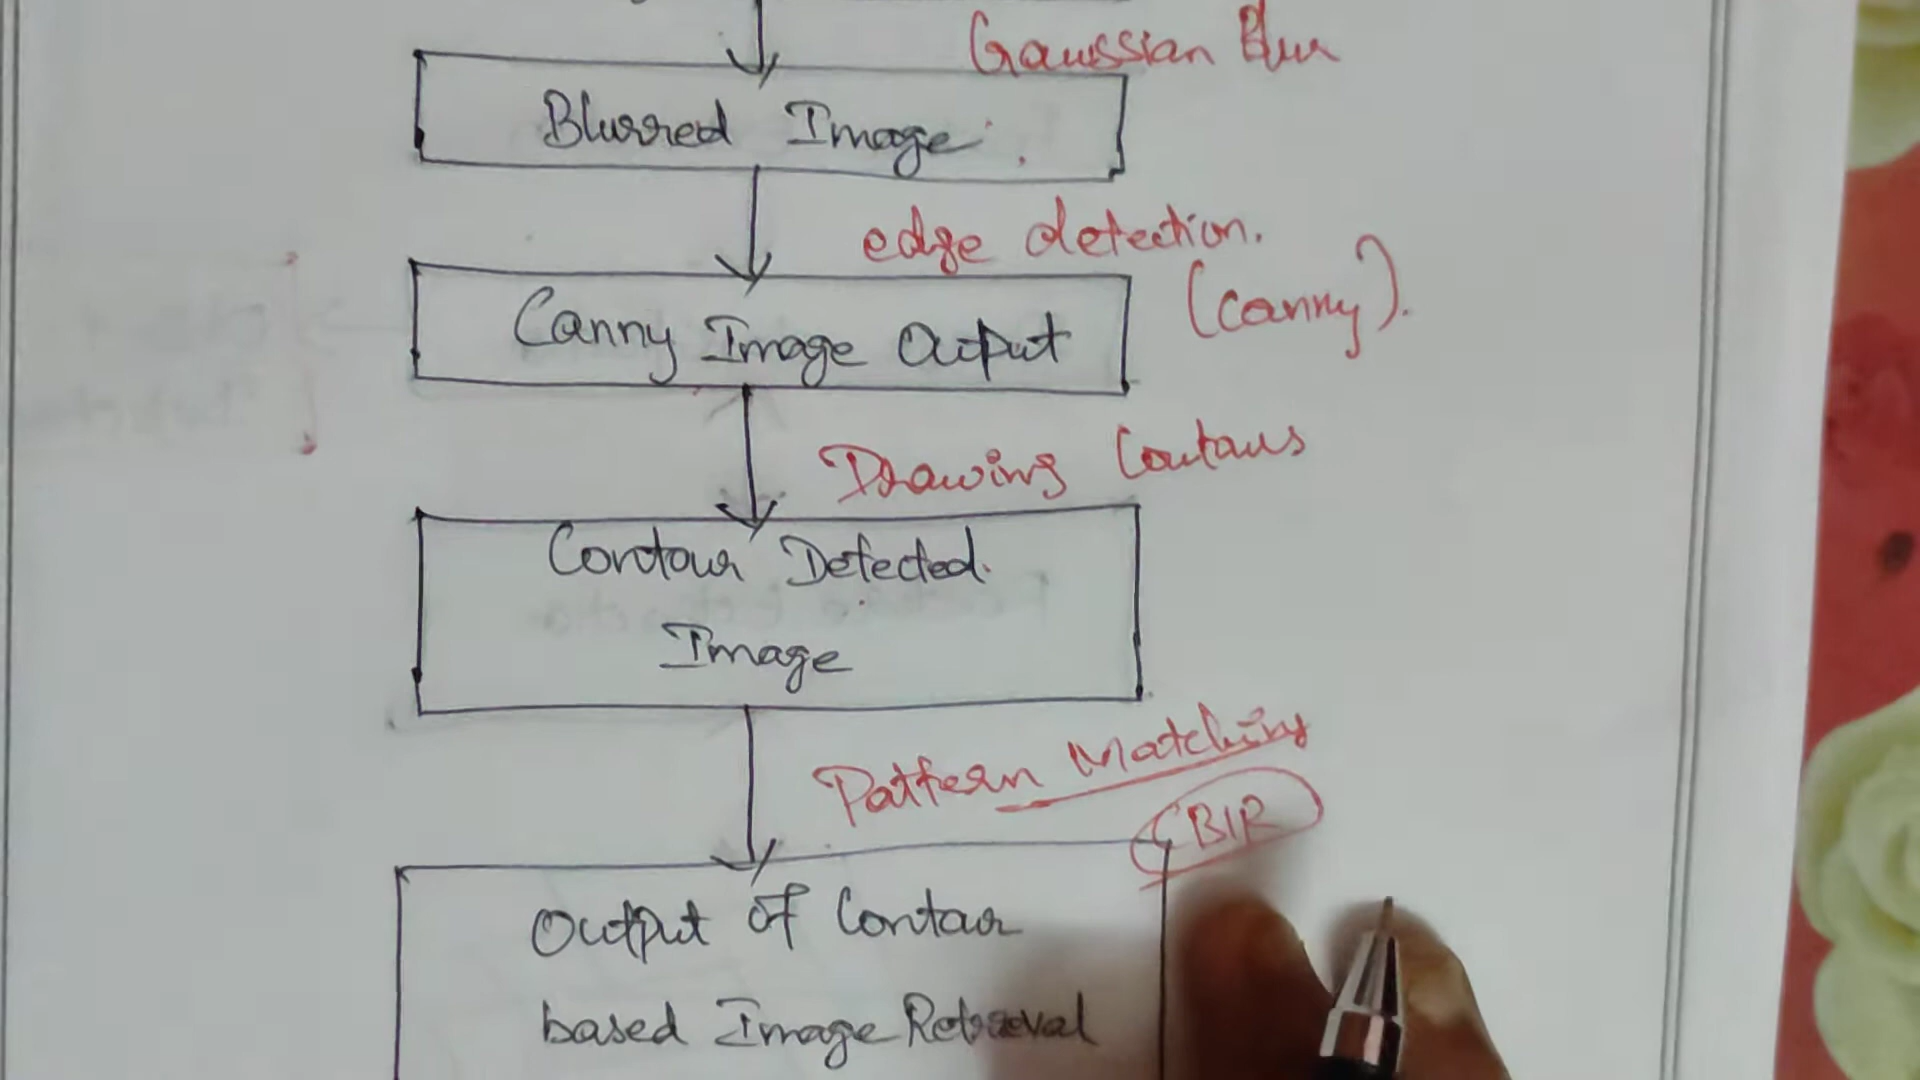 Gaussian Blur
Blurred Image
edge detection.
(canny).
Canny Image Output
Drawing Contours
Contour Detected
Image
Pattern Matching
CBIR
Output of Contour
based Image Retrieval